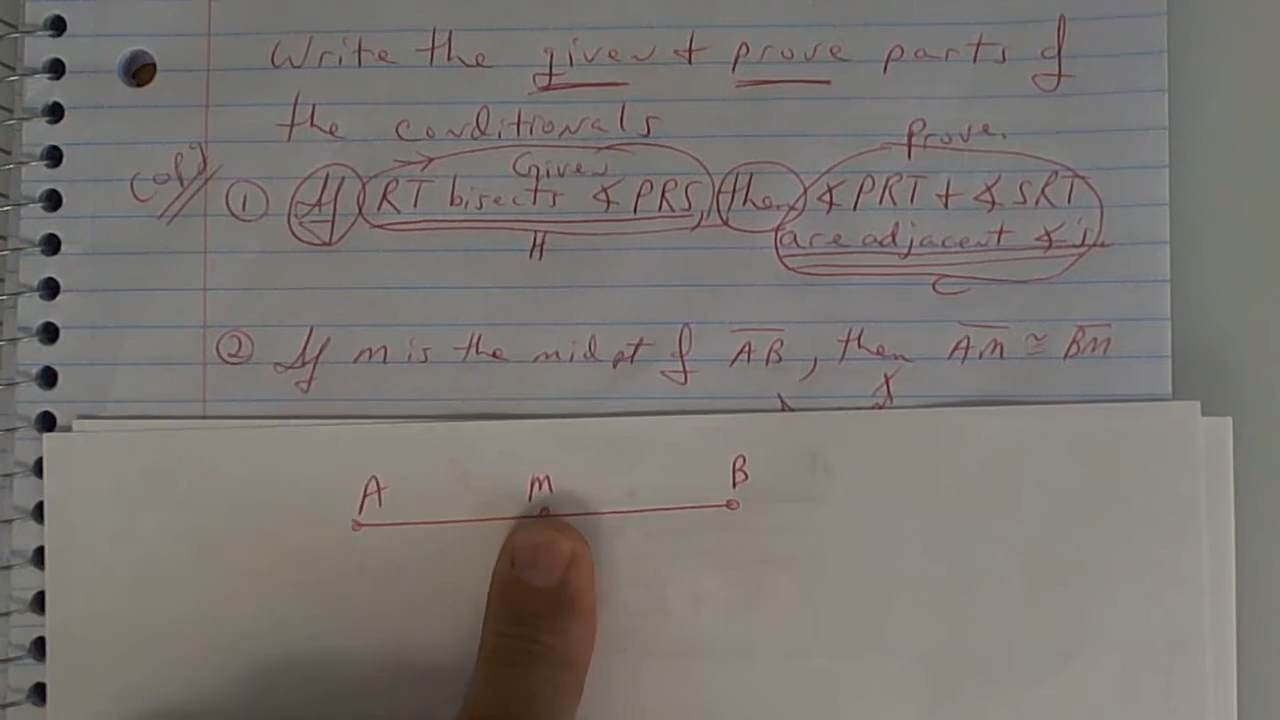 Write the given + prove parts of
the conditionals
Prove.
Given
① If RT bisects ∡ PRS, then ∡ PRT + ∡ SRT
are adjacent ∡'s
H
C
② If m is the midpt of AB, then Am ≅ Bm
A M B